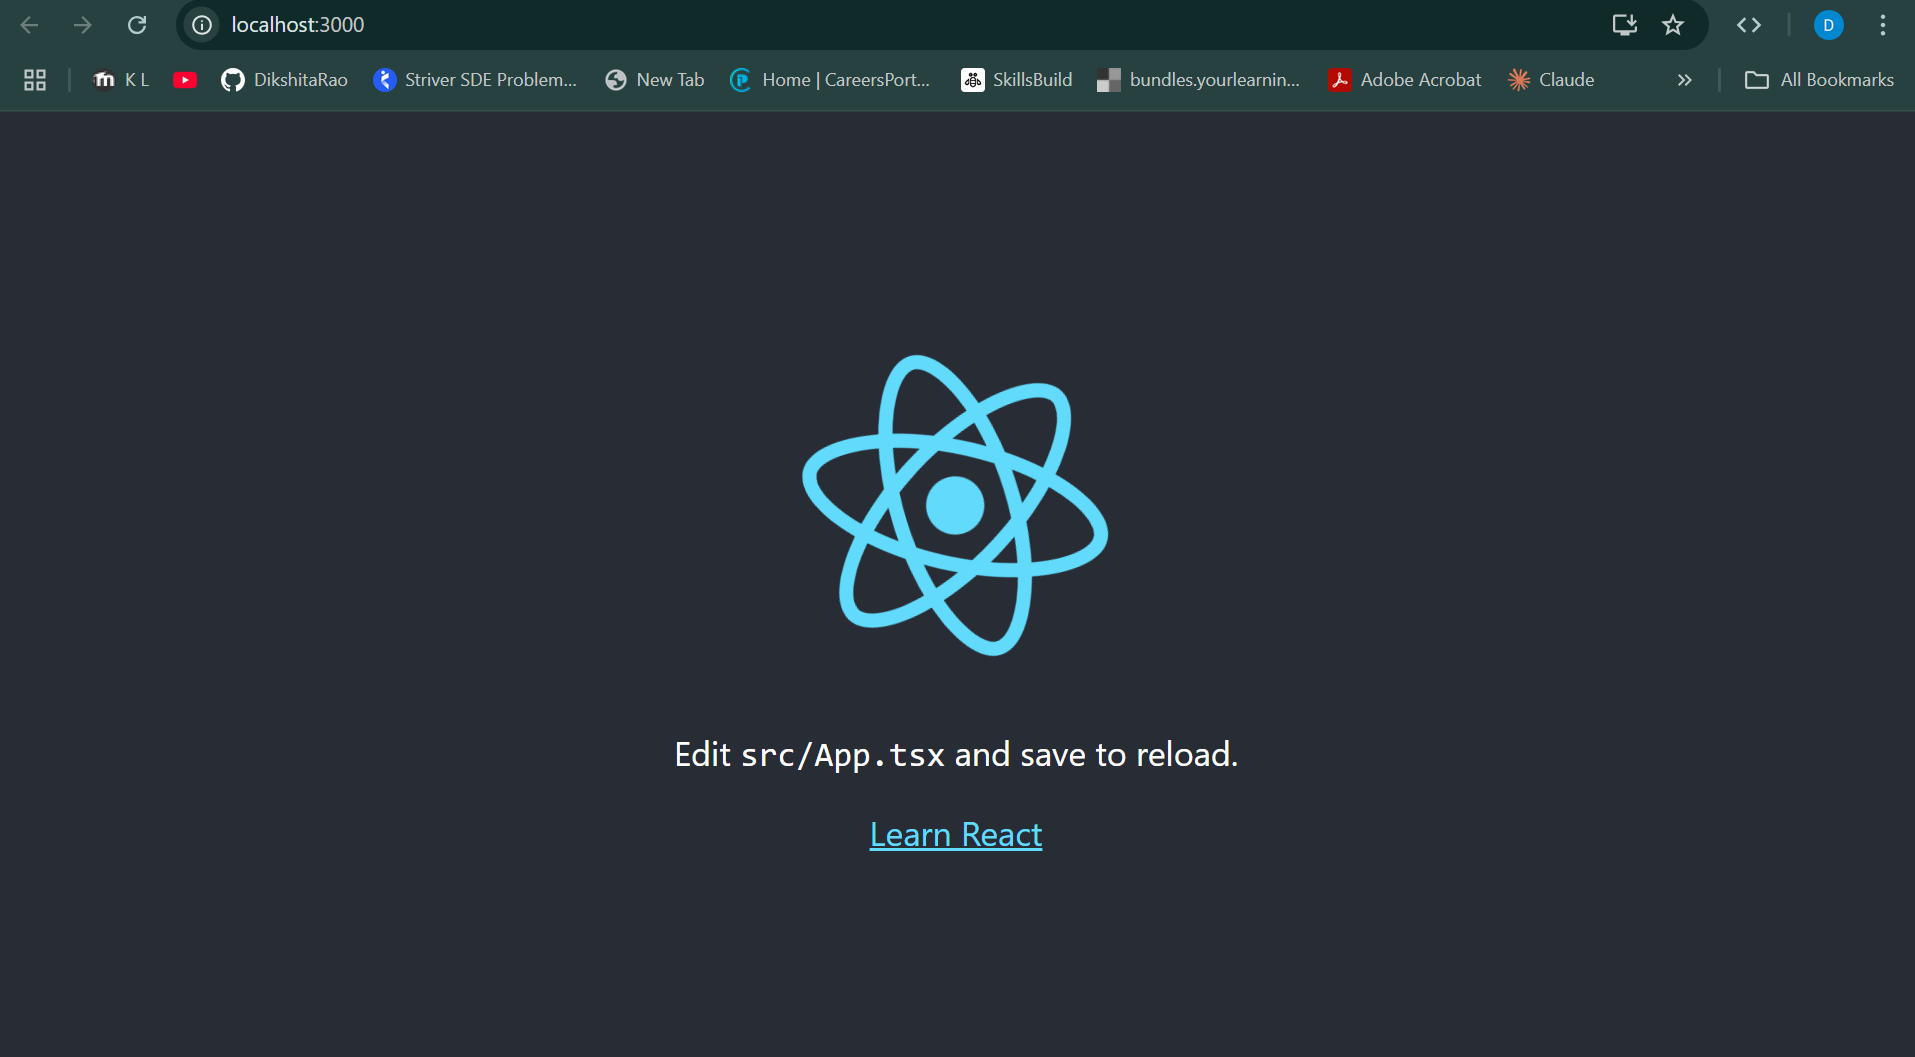 localhost:3000
D
K L
DikshitaRao
Striver SDE Problem...
New Tab
Home | CareersPort...
SkillsBuild
bundles.yourlearnin...
Adobe Acrobat
Claude
All Bookmarks
Edit src/App.tsx and save to reload.
Learn React